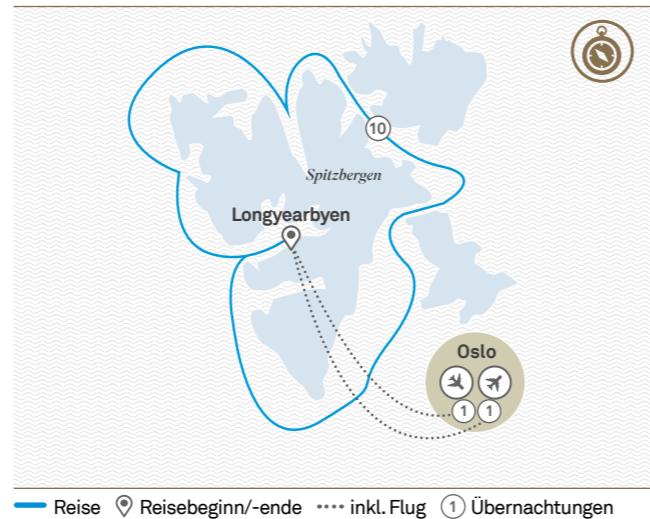 10
Spitzbergen
Longyearbyen
Oslo
1 1
Reise Reisebeginn/-ende inkl. Flug 1 Übernachtungen